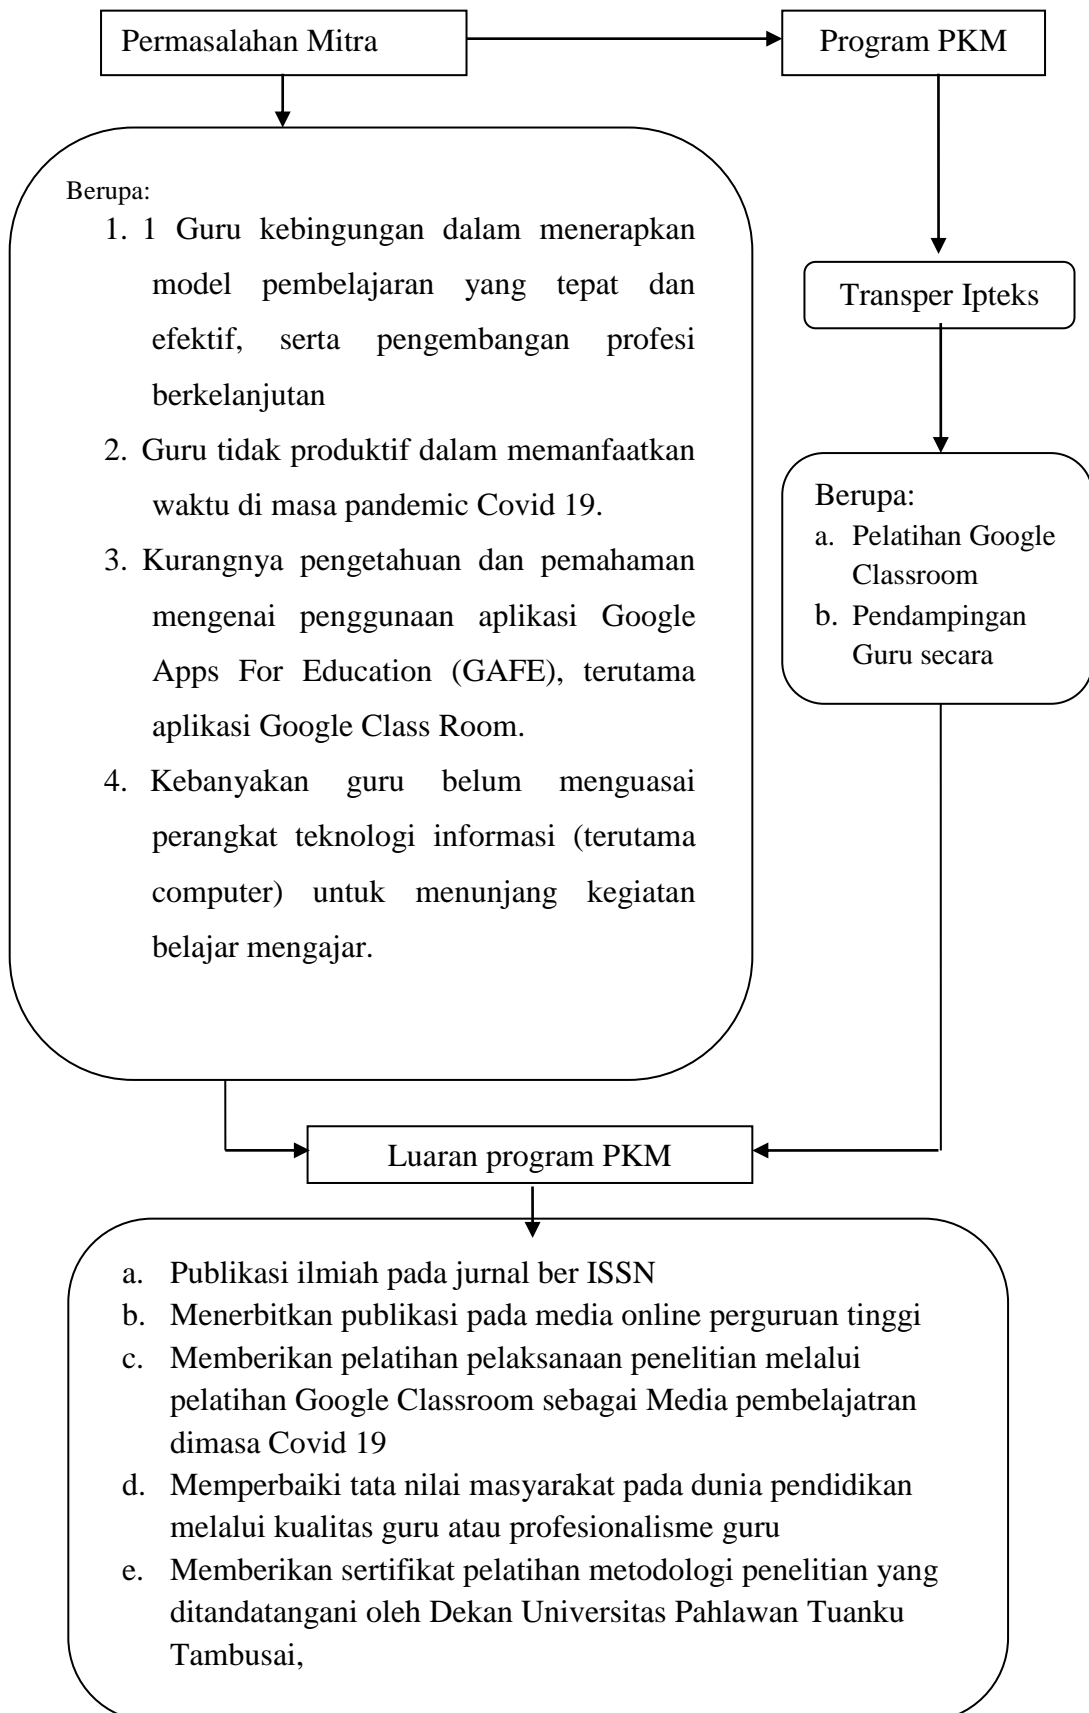 Permasalahan Mitra
Program PKM
Berupa:
1. 1 Guru kebingungan dalam menerapkan
model pembelajaran yang tepat dan
efektif, serta pengembangan profesi
berkelanjutan
2. Guru tidak produktif dalam memanfaatkan
waktu di masa pandemic Covid 19.
3. Kurangnya pengetahuan dan pemahaman
mengenai penggunaan aplikasi Google
Apps For Education (GAFE), terutama
aplikasi Google Class Room.
4. Kebanyakan guru belum menguasai
perangkat teknologi informasi (terutama
computer) untuk menunjang kegiatan
belajar mengajar.
Transper Ipteks
Berupa:
a. Pelatihan Google
Classroom
b. Pendampingan
Guru secara
Luaran program PKM
a. Publikasi ilmiah pada jurnal ber ISSN
b. Menerbitkan publikasi pada media online perguruan tinggi
c. Memberikan pelatihan pelaksanaan penelitian melalui
pelatihan Google Classroom sebagai Media pembelajatran
dimasa Covid 19
d. Memperbaiki tata nilai masyarakat pada dunia pendidikan
melalui kualitas guru atau profesionalisme guru
e. Memberikan sertifikat pelatihan metodologi penelitian yang
ditandatangani oleh Dekan Universitas Pahlawan Tuanku
Tambusai,